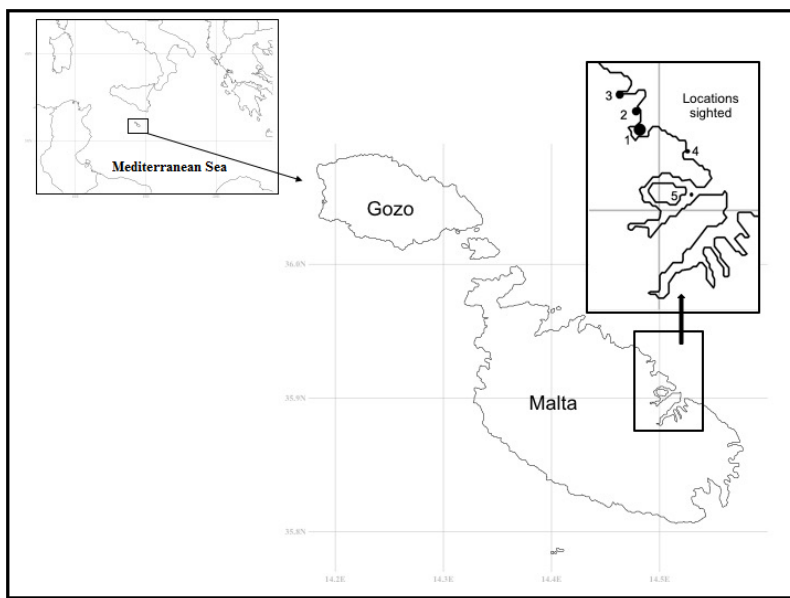 Mediterranean Sea
Gozo
Malta
Locations
sighted
3
2
1
4
5
36.0N
35.9N
35.8N
14.2E
14.3E
14.4E
14.5E